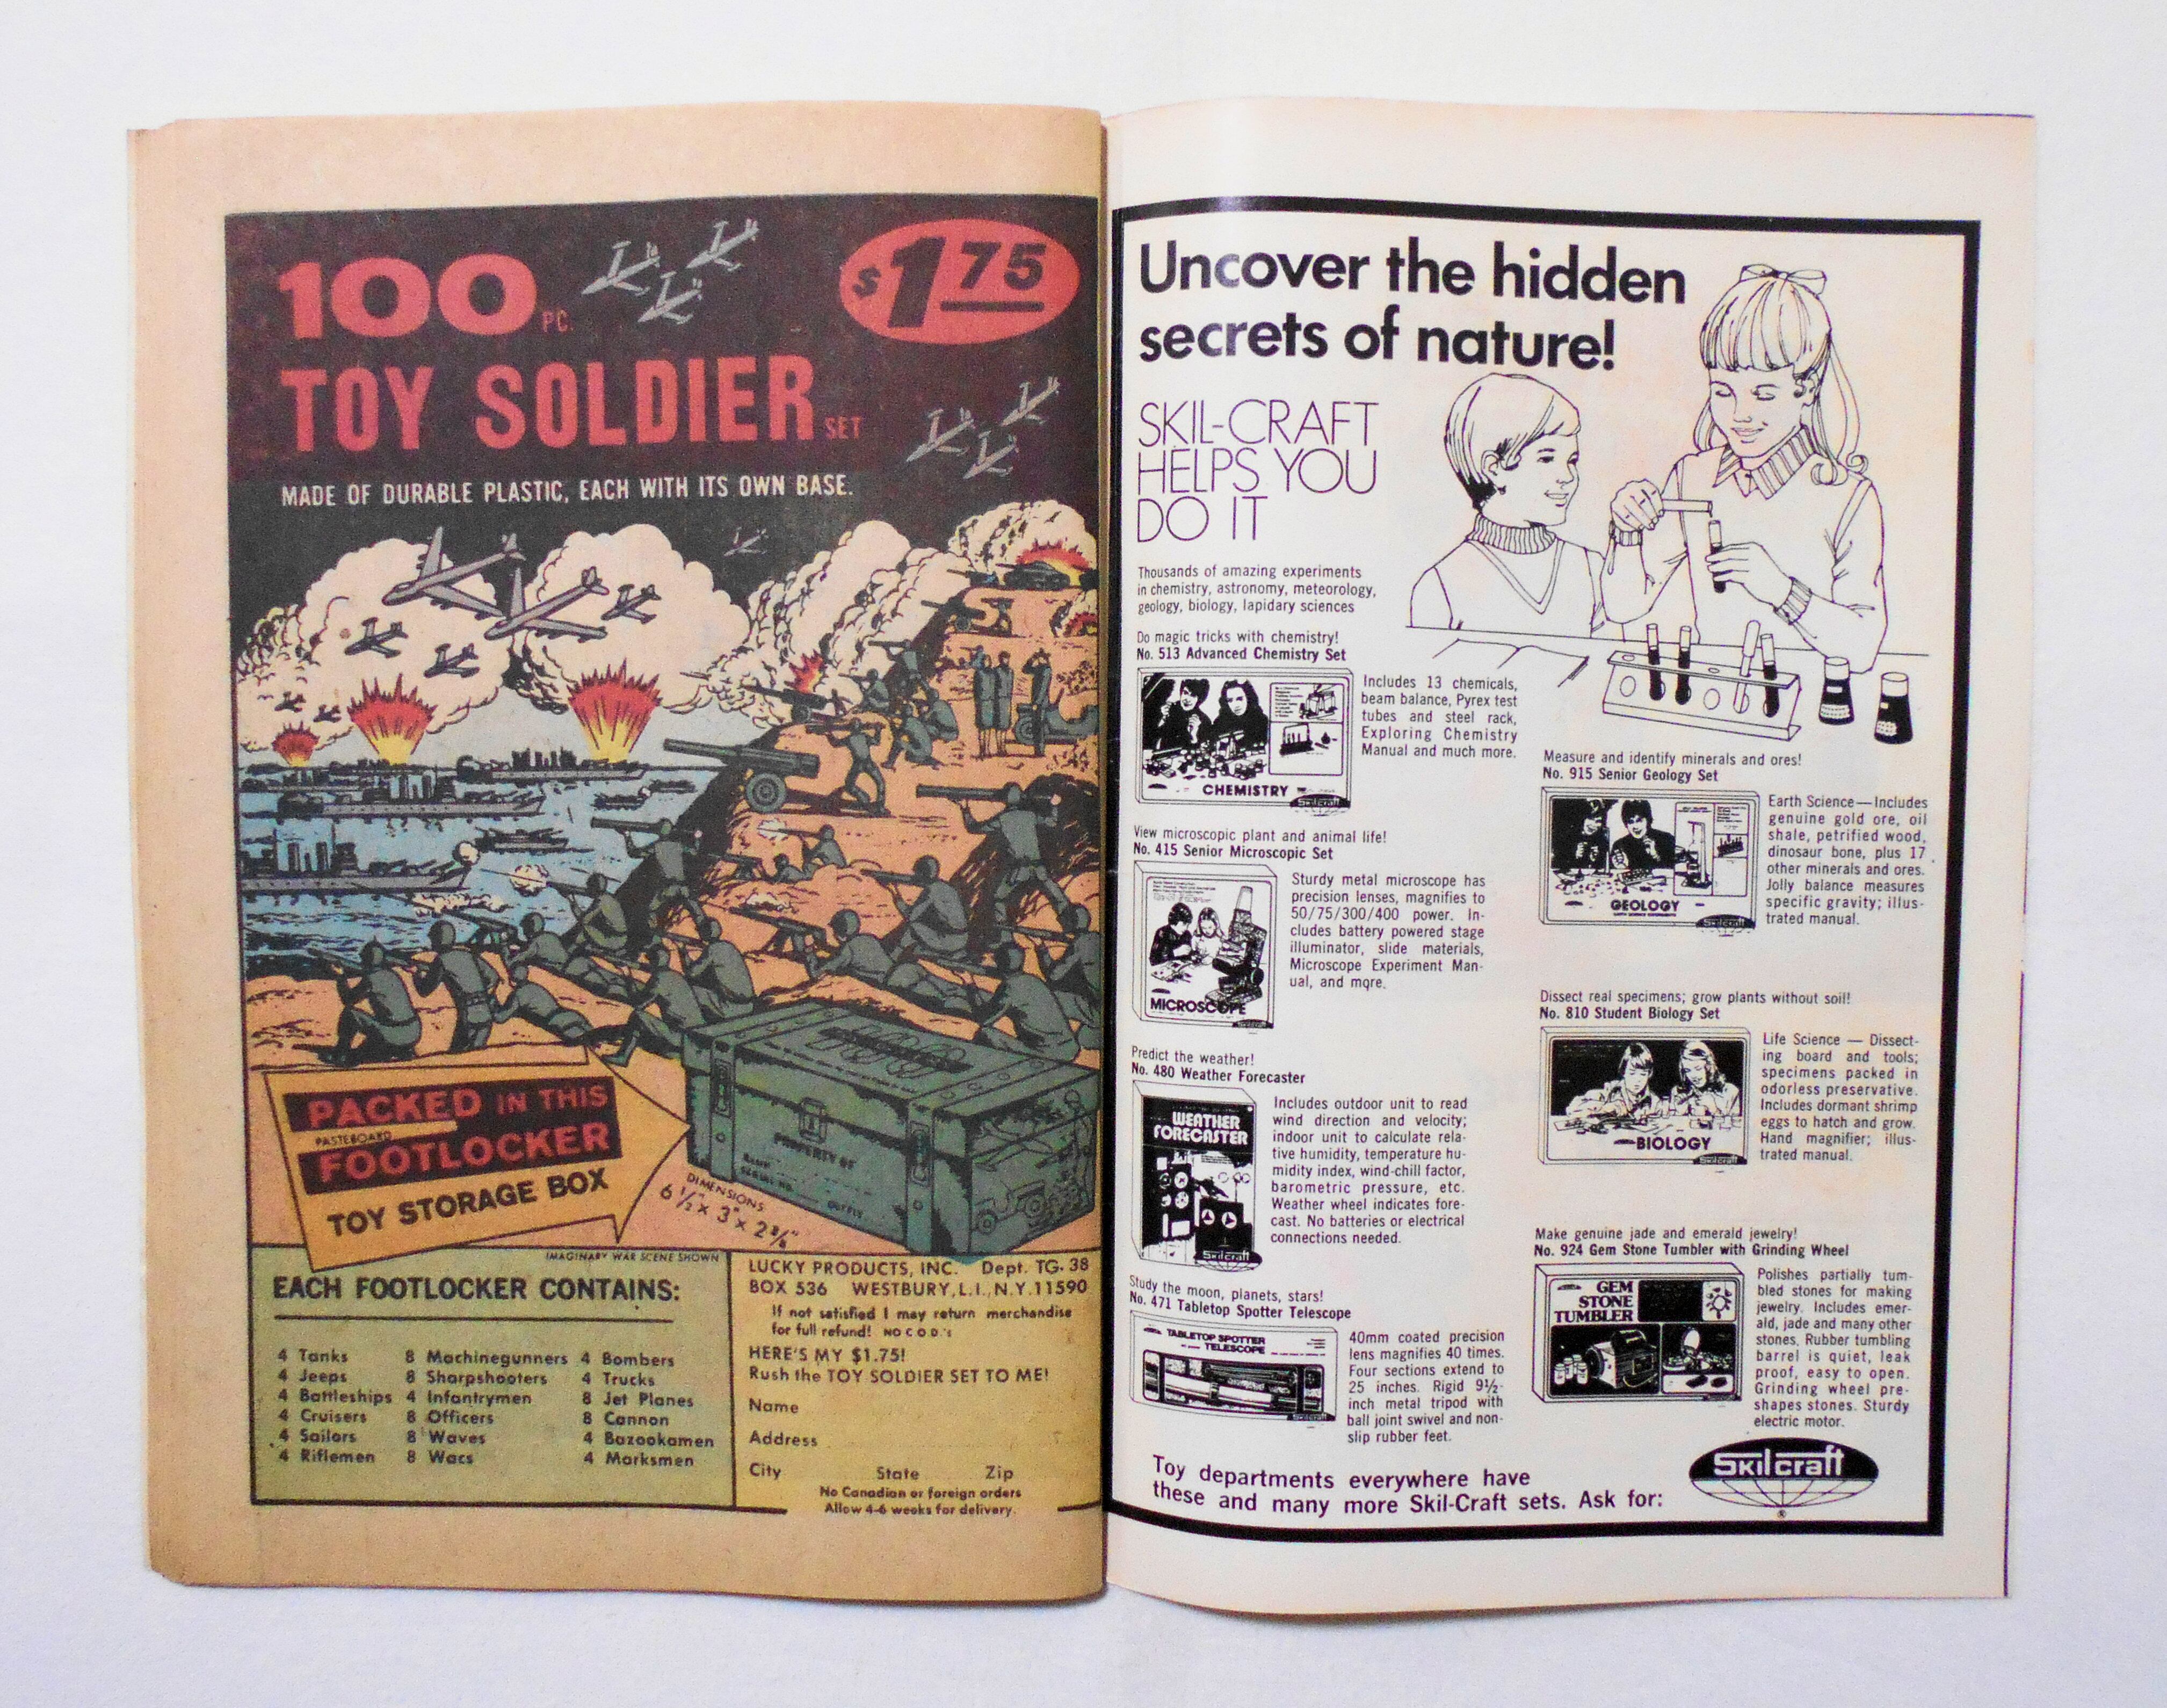 100 PC.
TOY SOLDIER SET
$1 75
MADE OF DURABLE PLASTIC, EACH WITH ITS OWN BASE.
PACKED IN THIS
PASTEBOARD
FOOTLOCKER
TOY STORAGE BOX
PROPERTY OF
DIMENSIONS
6 1/2" x 3" x 2 3/8"
IMAGINARY WAR SCENE SHOWN
EACH FOOTLOCKER CONTAINS:
4 Tanks
4 Jeeps
4 Battleships
4 Cruisers
4 Sailors
4 Riflemen
8 Machinegunners
8 Sharpshooters
4 Infantrymen
8 Officers
8 Waves
8 Wacs
4 Bombers
4 Trucks
8 Jet Planes
8 Cannon
4 Bazookamen
4 Marksmen
LUCKY PRODUCTS, INC. Dept. TG-38
BOX 536 WESTBURY, L.I., N.Y. 11590
If not satisfied I may return merchandise
for full refund! NO C.O.D.'s
HERE'S MY $1.75!
Rush the TOY SOLDIER SET TO ME!
Name
Address
City State Zip
No Canadian or foreign orders
Allow 4-6 weeks for delivery.
Uncover the hidden
secrets of nature!
SKIL-CRAFT
HELPS YOU
DO IT
Thousands of amazing experiments
in chemistry, astronomy, meteorology,
geology, biology, lapidary sciences
Do magic tricks with chemistry!
No. 513 Advanced Chemistry Set
CHEMISTRY
Skilcraft
Includes 13 chemicals,
beam balance, Pyrex test
tubes and steel rack,
Exploring Chemistry
Manual and much more.
View microscopic plant and animal life!
No. 415 Senior Microscopic Set
MICROSCOPE
Sturdy metal microscope has
precision lenses, magnifies to
50/75/300/400 power. In-
cludes battery powered stage
illuminator, slide materials,
Microscope Experiment Man-
ual, and more.
Predict the weather!
No. 480 Weather Forecaster
WEATHER
FORECASTER
Skilcraft
Includes outdoor unit to read
wind direction and velocity;
indoor unit to calculate rela-
tive humidity, temperature hu-
midity index, wind-chill factor,
barometric pressure, etc.
Weather wheel indicates fore-
cast. No batteries or electrical
connections needed.
Study the moon, planets, stars!
No. 471 Tabletop Spotter Telescope
TABLETOP SPOTTER
TELESCOPE
Skilcraft
40mm coated precision
lens magnifies 40 times.
Four sections extend to
25 inches. Rigid 9½-
inch metal tripod with
ball joint swivel and non-
slip rubber feet.
Measure and identify minerals and ores!
No. 915 Senior Geology Set
GEOLOGY
Skilcraft
Earth Science—Includes
genuine gold ore, oil
shale, petrified wood,
dinosaur bone, plus 17
other minerals and ores.
Jolly balance measures
specific gravity; illus-
trated manual.
Dissect real specimens; grow plants without soil!
No. 810 Student Biology Set
BIOLOGY
Skilcraft
Life Science — Dissect-
ing board and tools;
specimens packed in
odorless preservative.
Includes dormant shrimp
eggs to hatch and grow.
Hand magnifier; illus-
trated manual.
Make genuine jade and emerald jewelry!
No. 924 Gem Stone Tumbler with Grinding Wheel
GEM
STONE
TUMBLER
Polishes partially tum-
bled stones for making
jewelry. Includes emer-
ald, jade and many other
stones. Rubber tumbling
barrel is quiet, leak
proof, easy to open.
Grinding wheel pre-
shapes stones. Sturdy
electric motor.
Toy departments everywhere have
these and many more Skil-Craft sets. Ask for:
Skilcraft
®